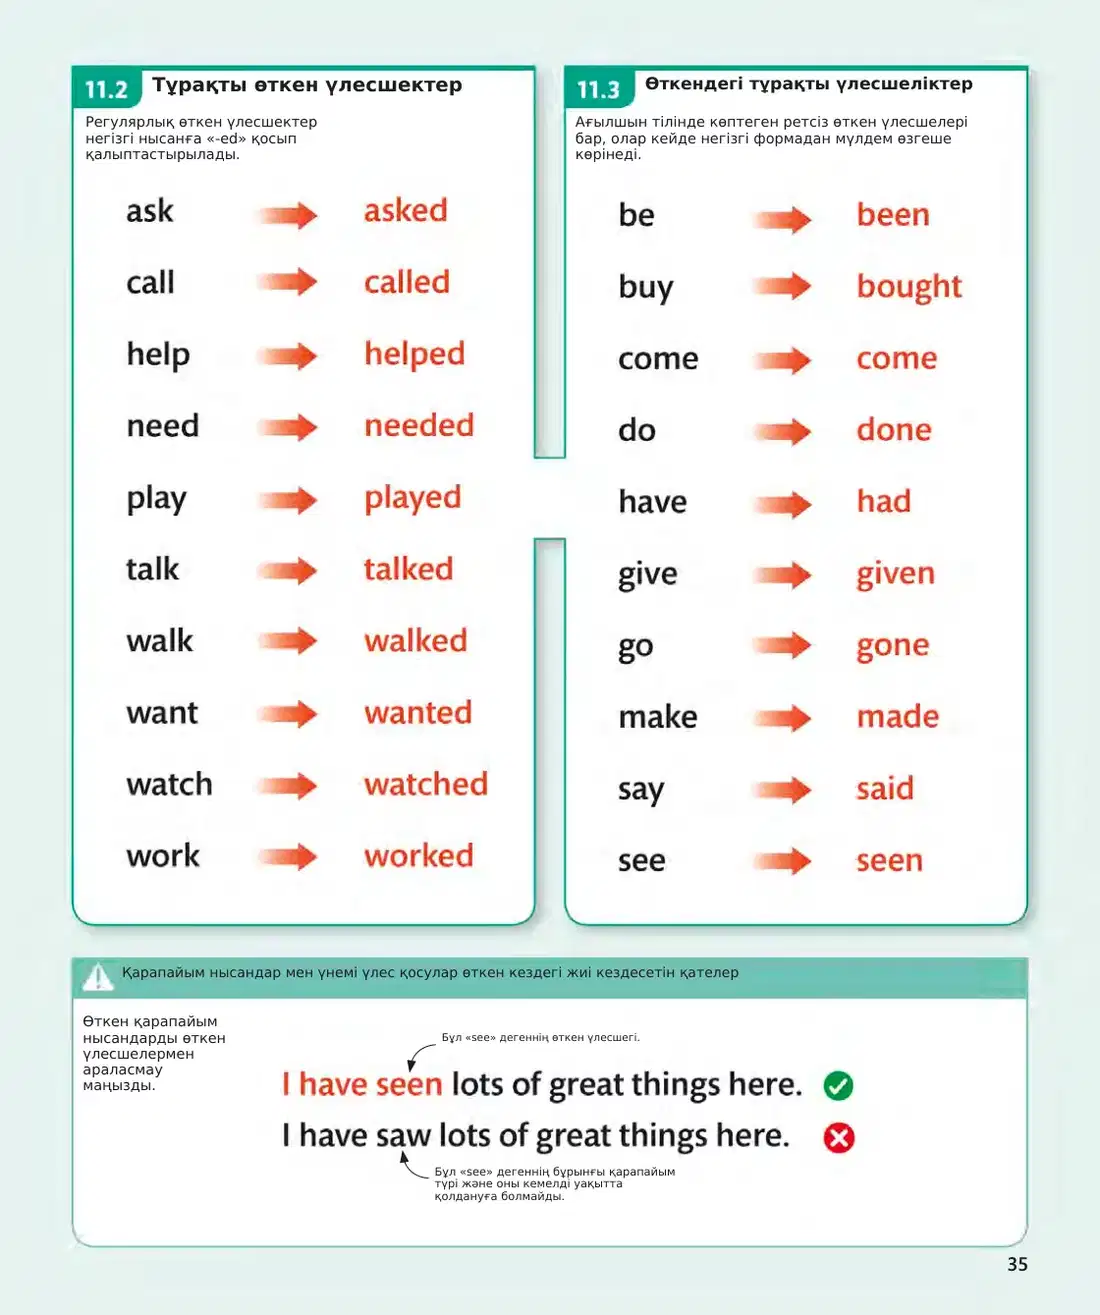 11.2 Тұрақты өткен үлесшектер
Регулярлық өткен үлесшектер
негізгі нысанға «-ed» қосып
қалыптастырылады.
ask asked
call called
help helped
need needed
play played
talk talked
walk walked
want wanted
watch watched
work worked
11.3 Өткендегі тұрақты үлесшеліктер
Ағылшын тілінде көптеген ретсіз өткен үлесшелері
бар, олар кейде негізгі формадан мүлдем өзгеше
көрінеді.
be been
buy bought
come come
do done
have had
give given
go gone
make made
say said
see seen
Қарапайым нысандар мен үнемі үлес қосулар өткен кездегі жиі кездесетін қателер
Өткен қарапайым
нысандарды өткен
үлесшелермен
араласмау
маңызды.
Бұл «see» дегеннің өткен үлесшегі.
I have seen lots of great things here.
I have saw lots of great things here.
Бұл «see» дегеннің бұрынғы қарапайым
түрі және оны кемелді уақытта
қолдануға болмайды.
35